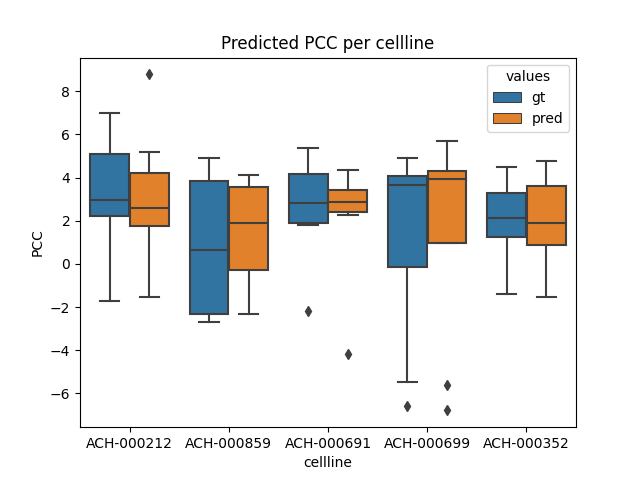 Predicted PCC per cellline
values
gt
pred
PCC
8
6
4
2
0
−2
−4
−6
ACH-000212 ACH-000859 ACH-000691 ACH-000699 ACH-000352
cellline